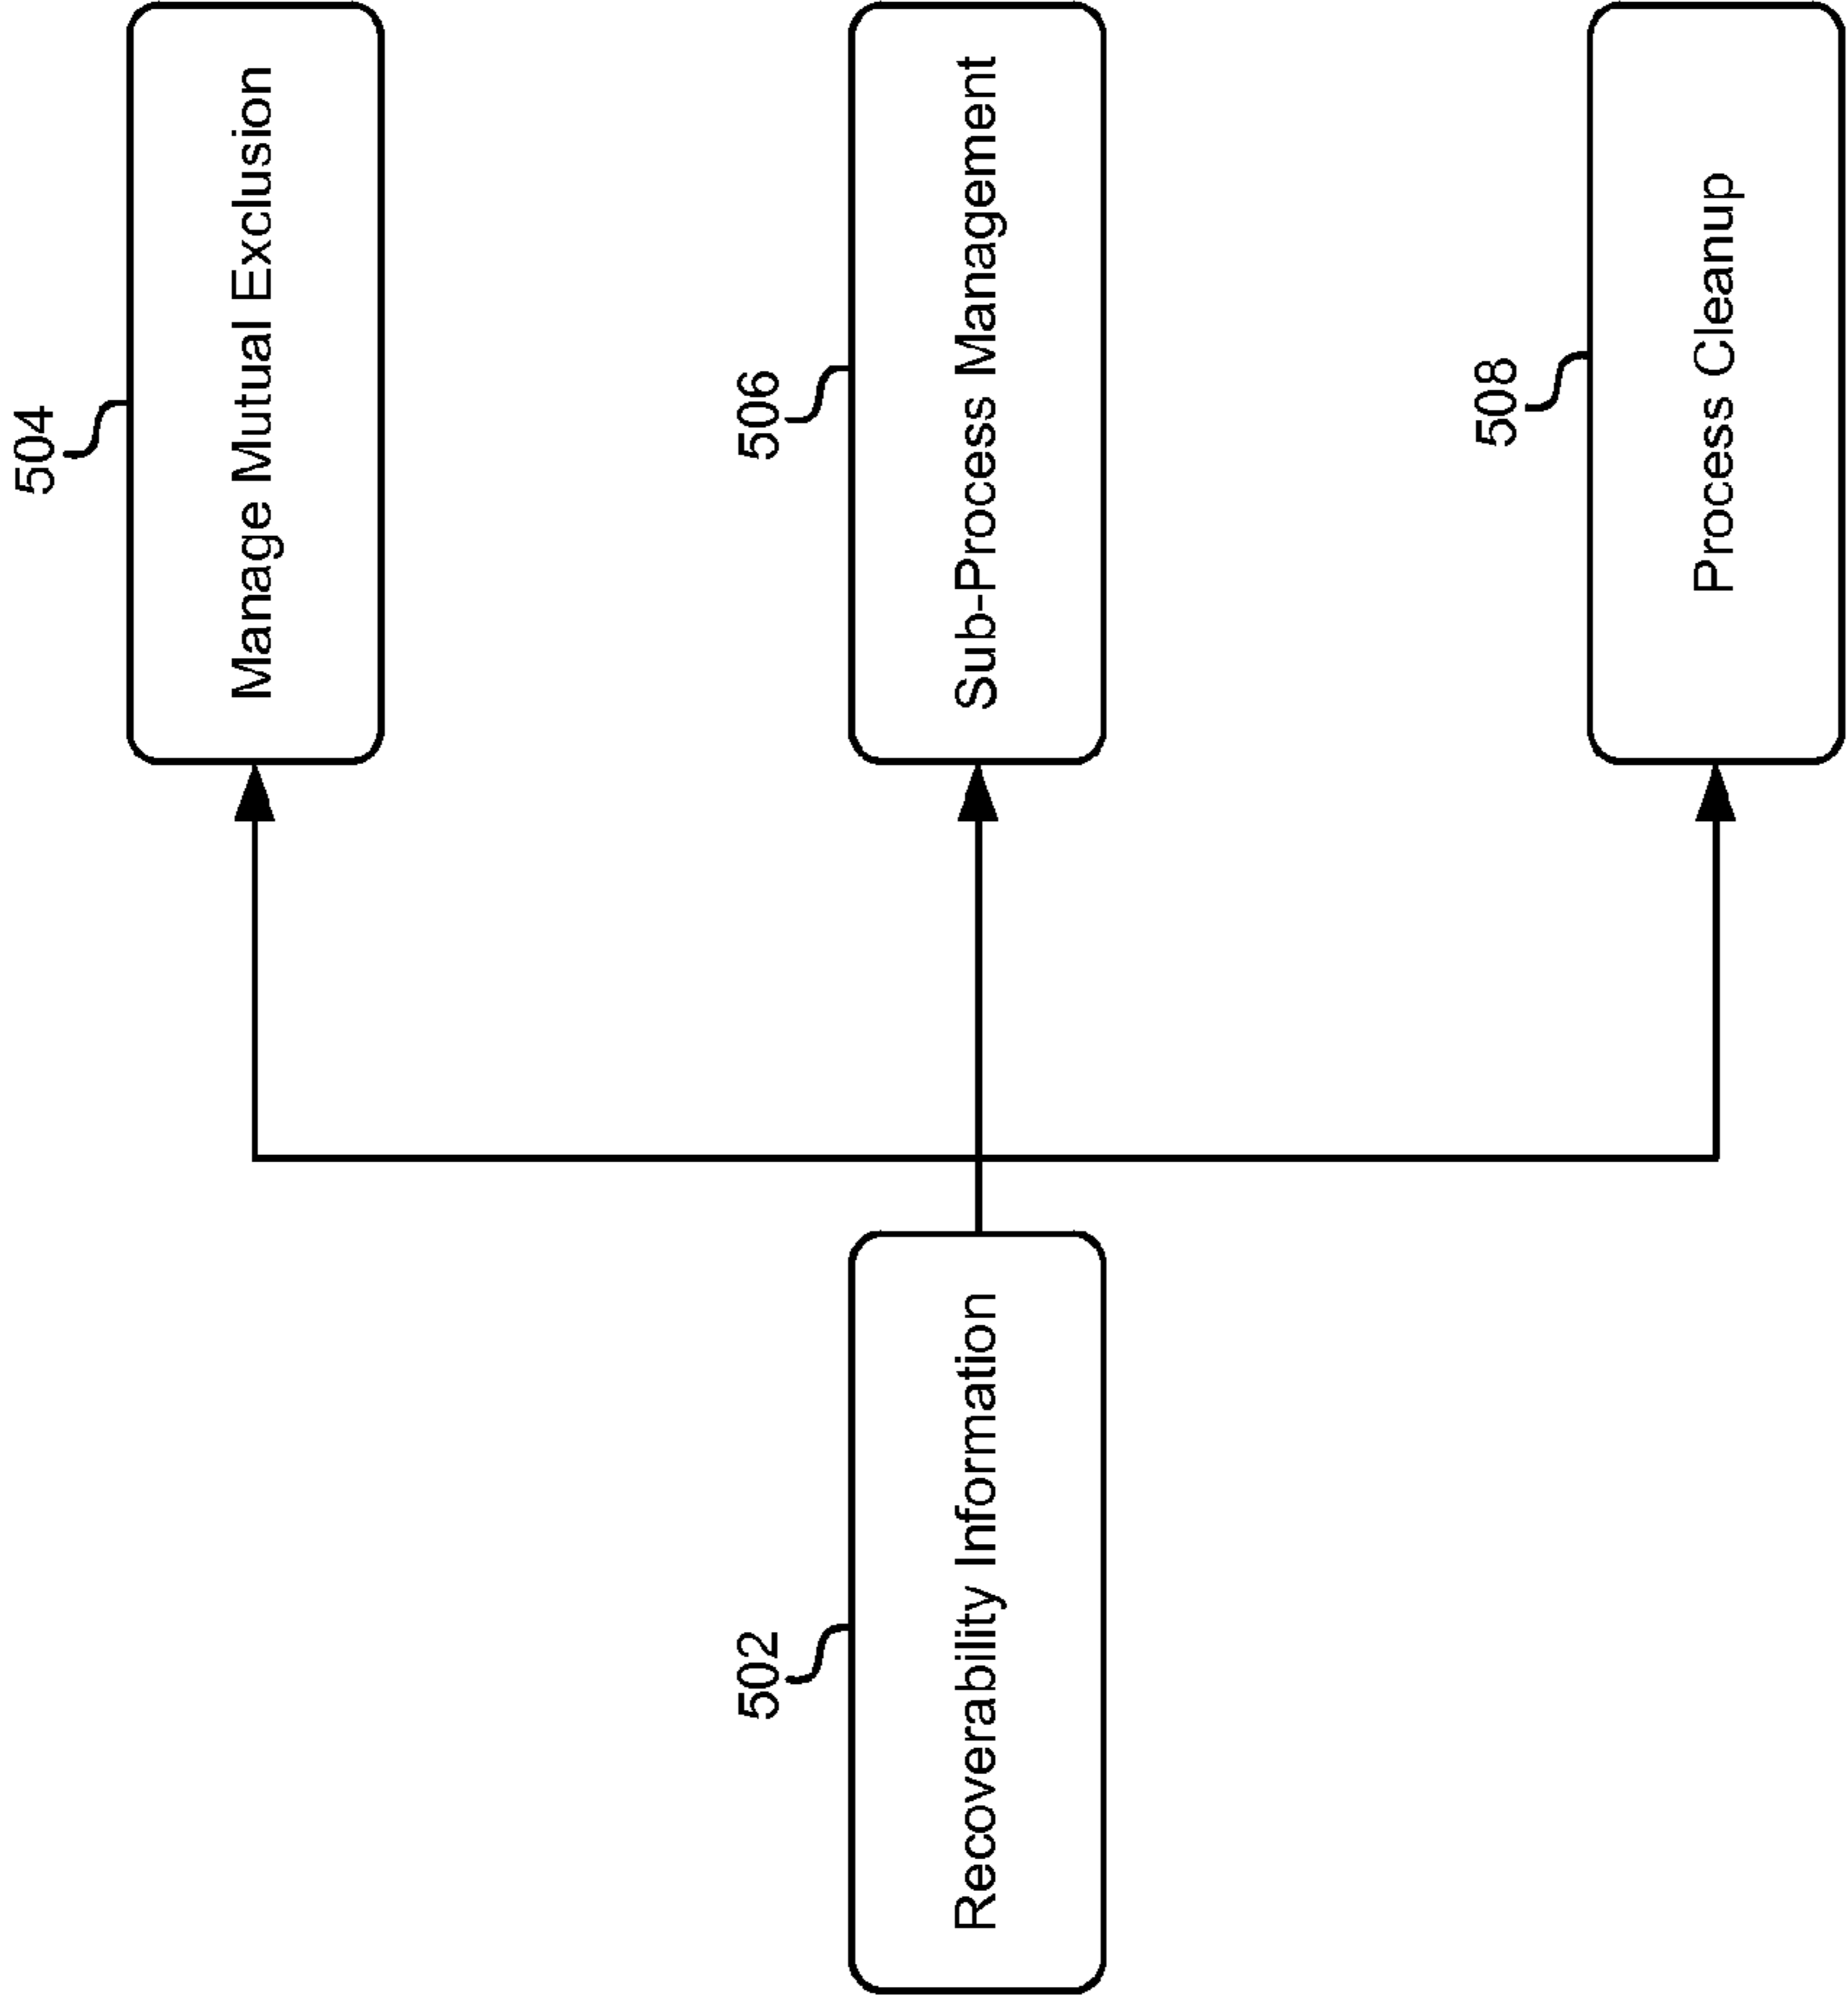 504
Manage Mutual Exclusion
502
Recoverability Information
506
Sub-Process Management
508
Process Cleanup